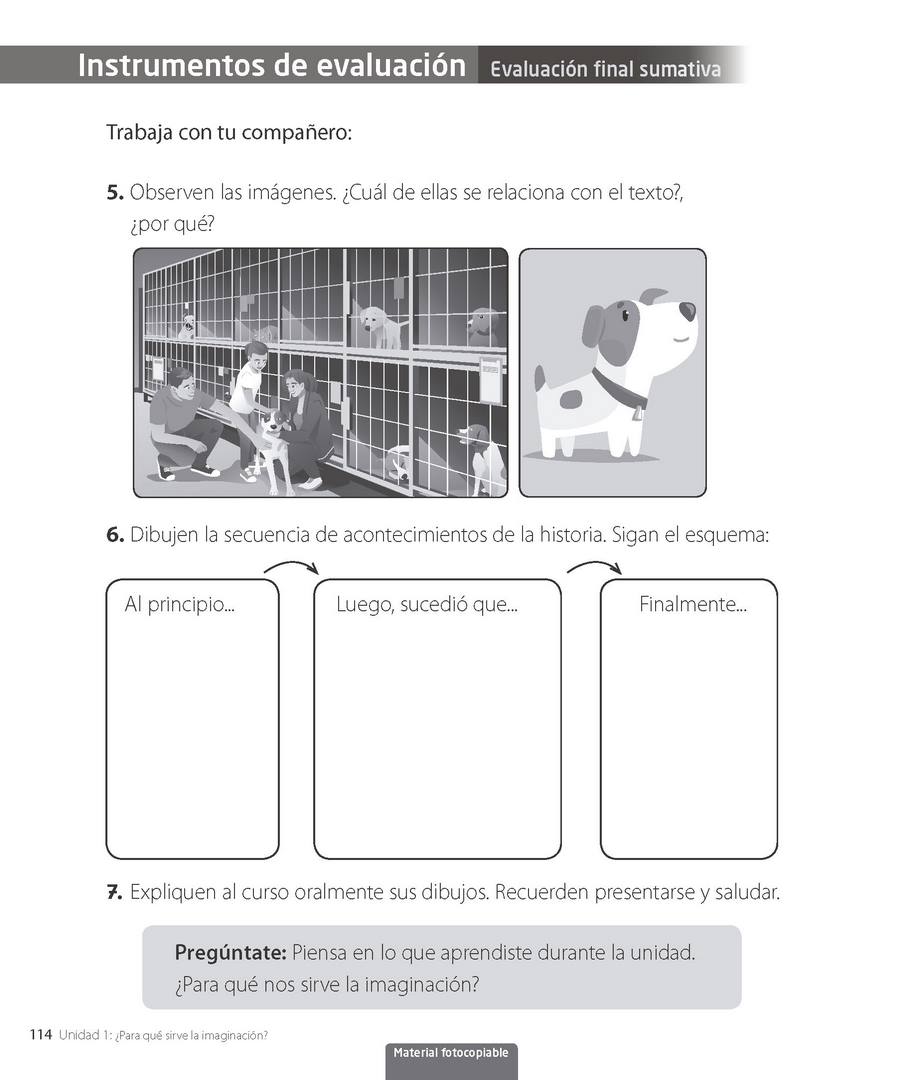 Instrumentos de evaluación Evaluación final sumativa
Trabaja con tu compañero:
5. Observen las imágenes. ¿Cuál de ellas se relaciona con el texto?,
¿por qué?
6. Dibujen la secuencia de acontecimientos de la historia. Sigan el esquema:
Al principio...
Luego, sucedió que...
Finalmente...
7. Expliquen al curso oralmente sus dibujos. Recuerden presentarse y saludar.
Pregúntate: Piensa en lo que aprendiste durante la unidad.
¿Para qué nos sirve la imaginación?
114 Unidad 1: ¿Para qué sirve la imaginación?
Material fotocopiable